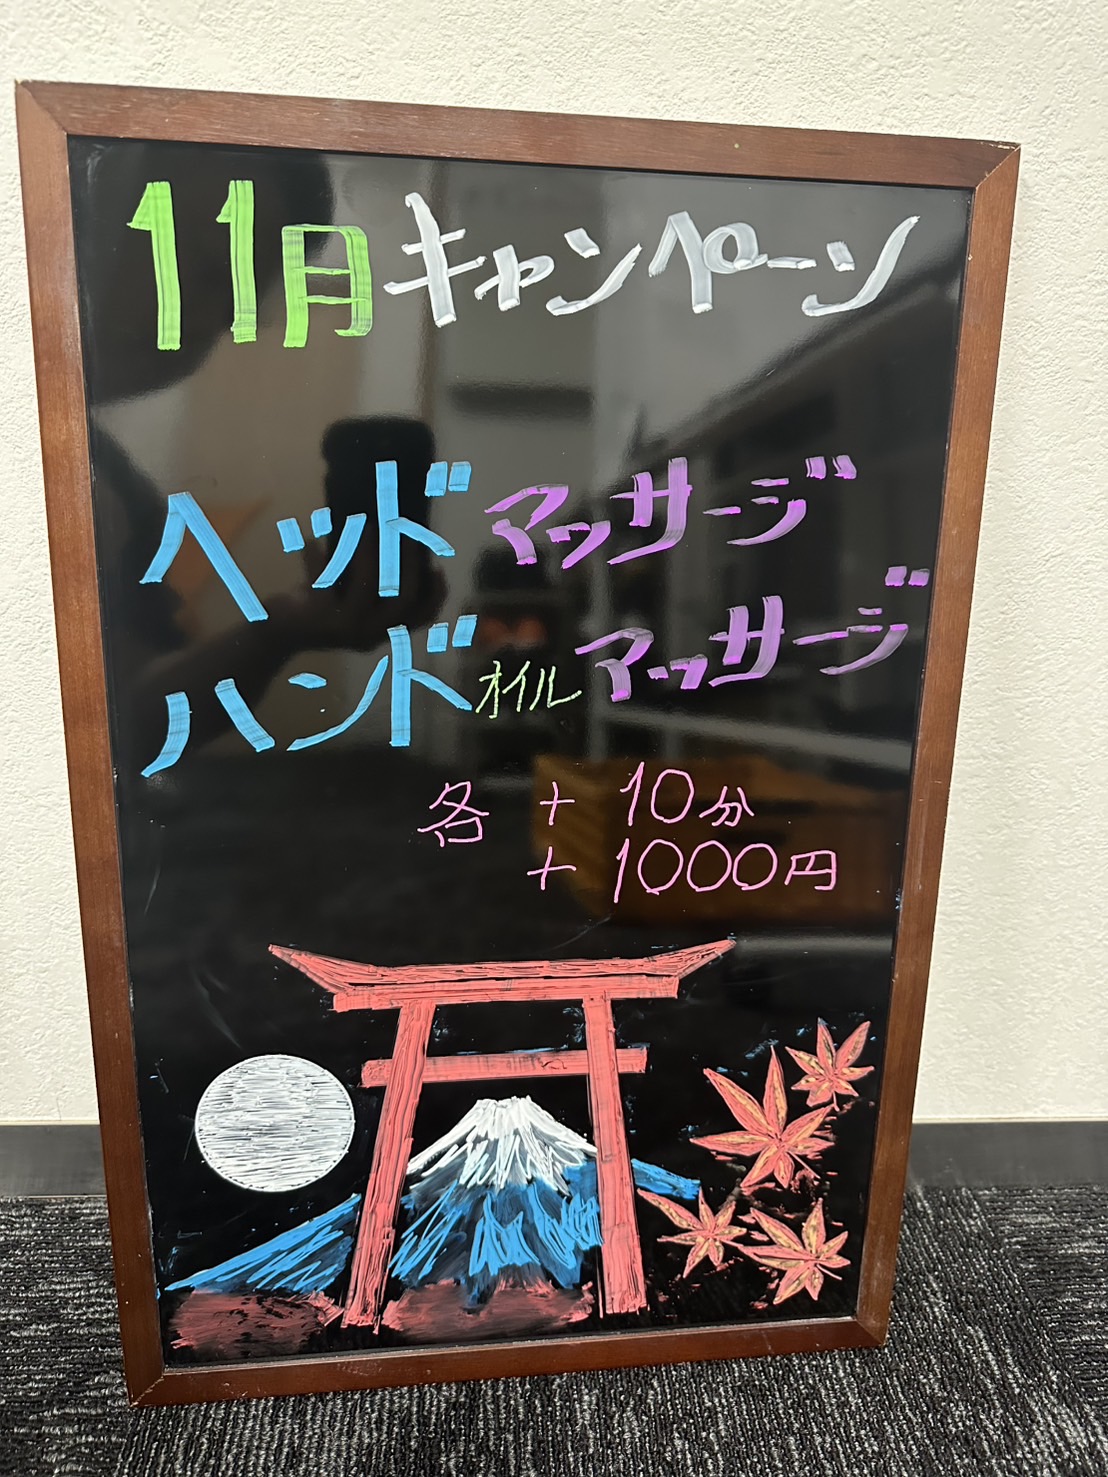 11月キャンペーン
ヘッドマッサージ
ハンドオイルマッサージ
各 + 10分
+ 1000円